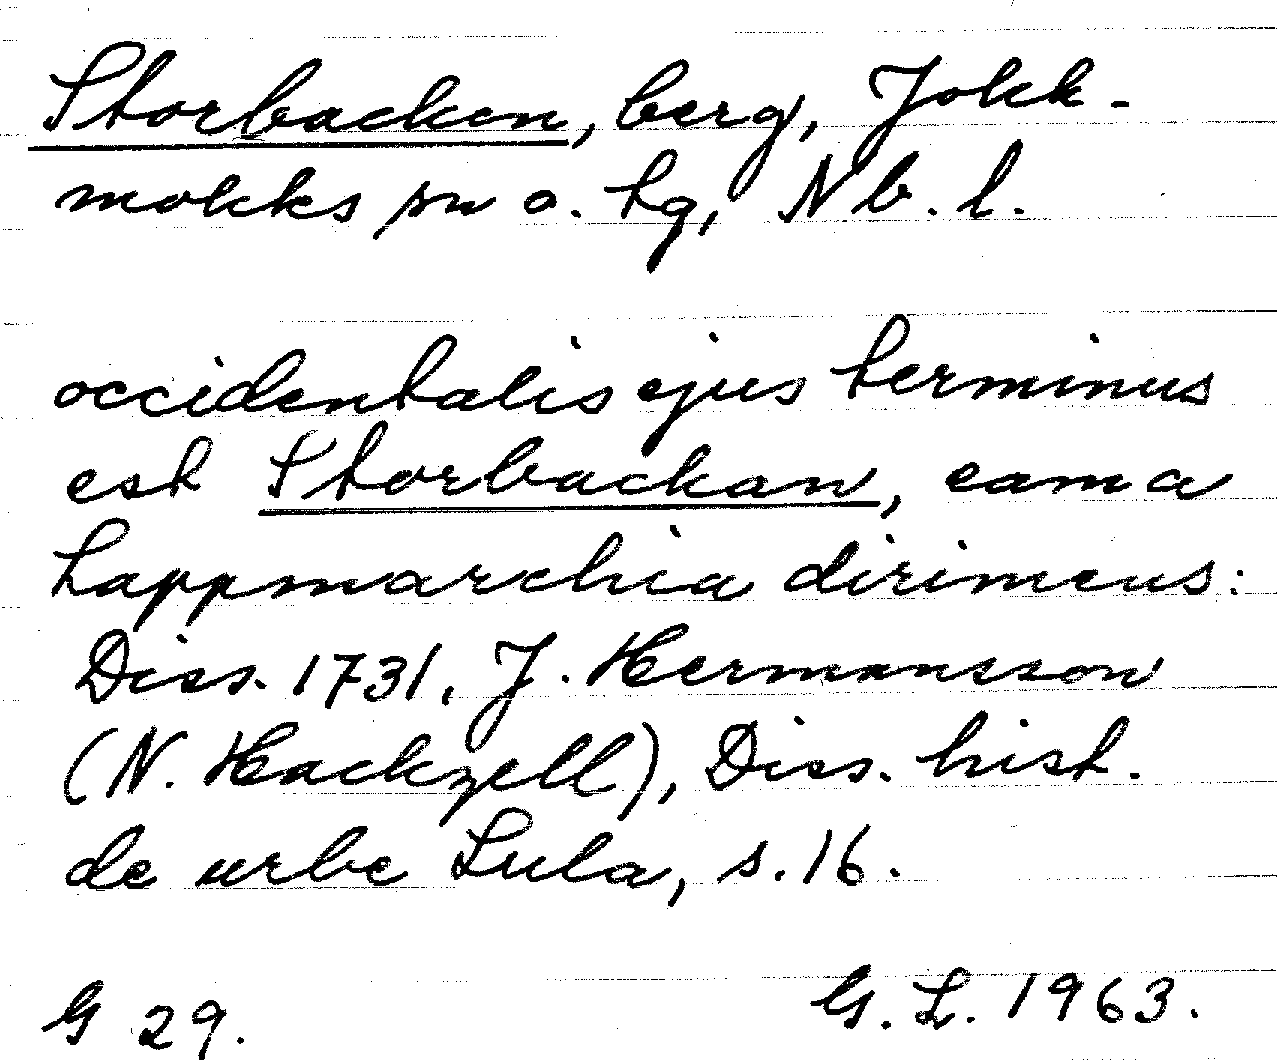 Storbacken, berg, Jokk-
mokks sn o. tg, Nb. l.
occidentalis ejus terminus
est Storbackan, eam a
Lappmarchia dirimens:
Diss. 1731, J. Hermansson
(N. Hackzell), Diss. hist.
de urbe Lula, s. 16.
G 29. G. L. 1963.